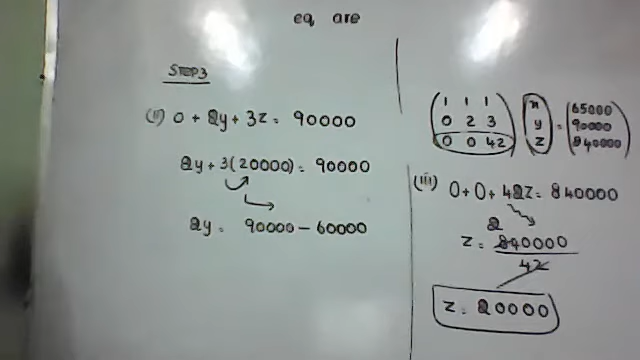 eq are
STEP3
(ii) 0 + 2y + 3z = 90000
2y + 3(20000) = 90000
2y = 90000 - 60000
1 1 1 x 65000
0 2 3 y = 90000
0 0 42 z 840000
(iii) 0 + 0 + 42z = 840000
2
z = 840000
42
z = 20000